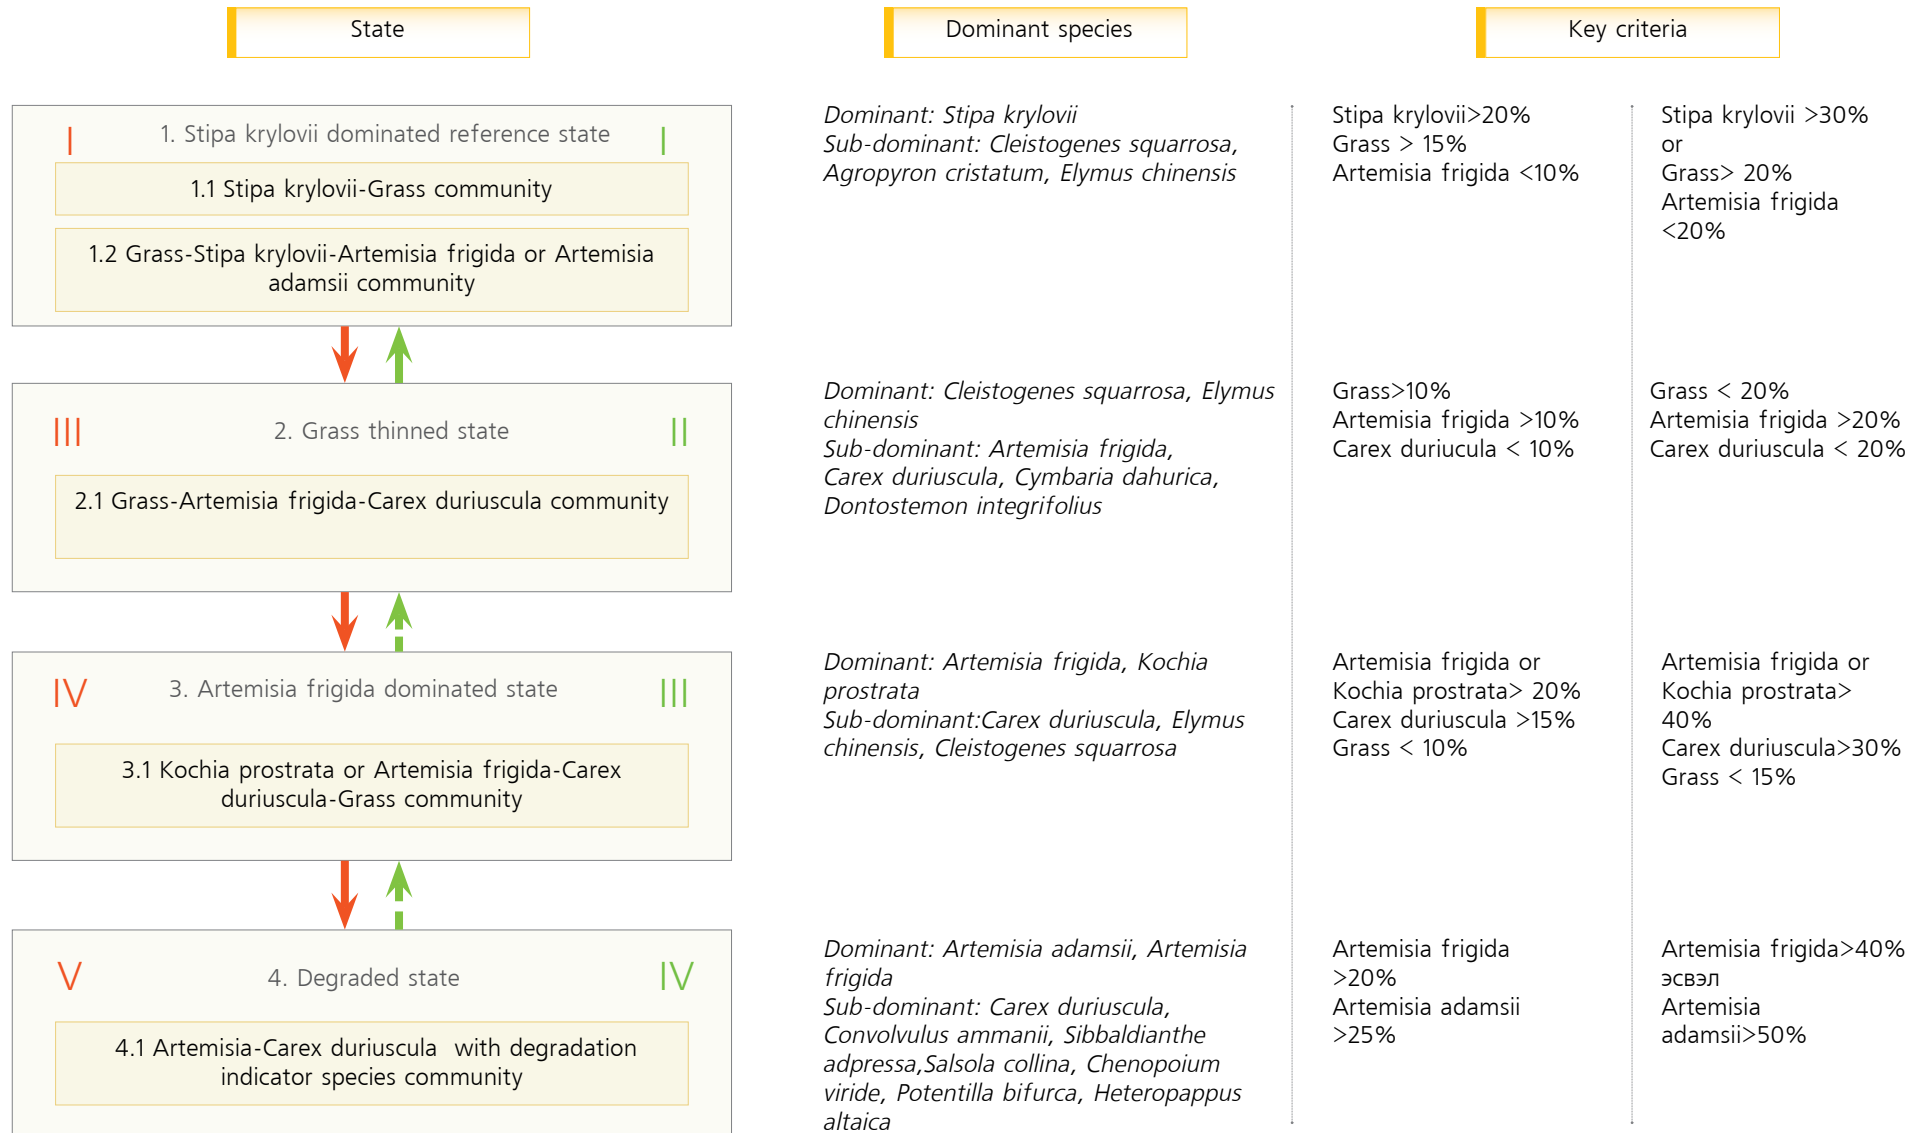 State
Dominant species
Key criteria
I
1. Stipa krylovii dominated reference state
I
1.1 Stipa krylovii-Grass community
1.2 Grass-Stipa krylovii-Artemisia frigida or Artemisia
adamsii community
Dominant: Stipa krylovii
Sub-dominant: Cleistogenes squarrosa,
Agropyron cristatum, Elymus chinensis
Stipa krylovii>20%
Grass > 15%
Artemisia frigida <10%
Stipa krylovii >30%
or
Grass> 20%
Artemisia frigida
<20%
III
2. Grass thinned state
II
2.1 Grass-Artemisia frigida-Carex duriuscula community
Dominant: Cleistogenes squarrosa, Elymus
chinensis
Sub-dominant: Artemisia frigida,
Carex duriuscula, Cymbaria dahurica,
Dontostemon integrifolius
Grass>10%
Artemisia frigida >10%
Carex duriucula < 10%
Grass < 20%
Artemisia frigida >20%
Carex duriuscula < 20%
IV
3. Artemisia frigida dominated state
III
3.1 Kochia prostrata or Artemisia frigida-Carex
duriuscula-Grass community
Dominant: Artemisia frigida, Kochia
prostrata
Sub-dominant:Carex duriuscula, Elymus
chinensis, Cleistogenes squarrosa
Artemisia frigida or
Kochia prostrata> 20%
Carex duriuscula >15%
Grass < 10%
Artemisia frigida or
Kochia prostrata>
40%
Carex duriuscula>30%
Grass < 15%
V
4. Degraded state
IV
4.1 Artemisia-Carex duriuscula with degradation
indicator species community
Dominant: Artemisia adamsii, Artemisia
frigida
Sub-dominant: Carex duriuscula,
Convolvulus ammanii, Sibbaldianthe
adpressa,Salsola collina, Chenopoium
viride, Potentilla bifurca, Heteropappus
altaica
Artemisia frigida
>20%
Artemisia adamsii
>25%
Artemisia frigida>40%
эсвэл
Artemisia
adamsii>50%